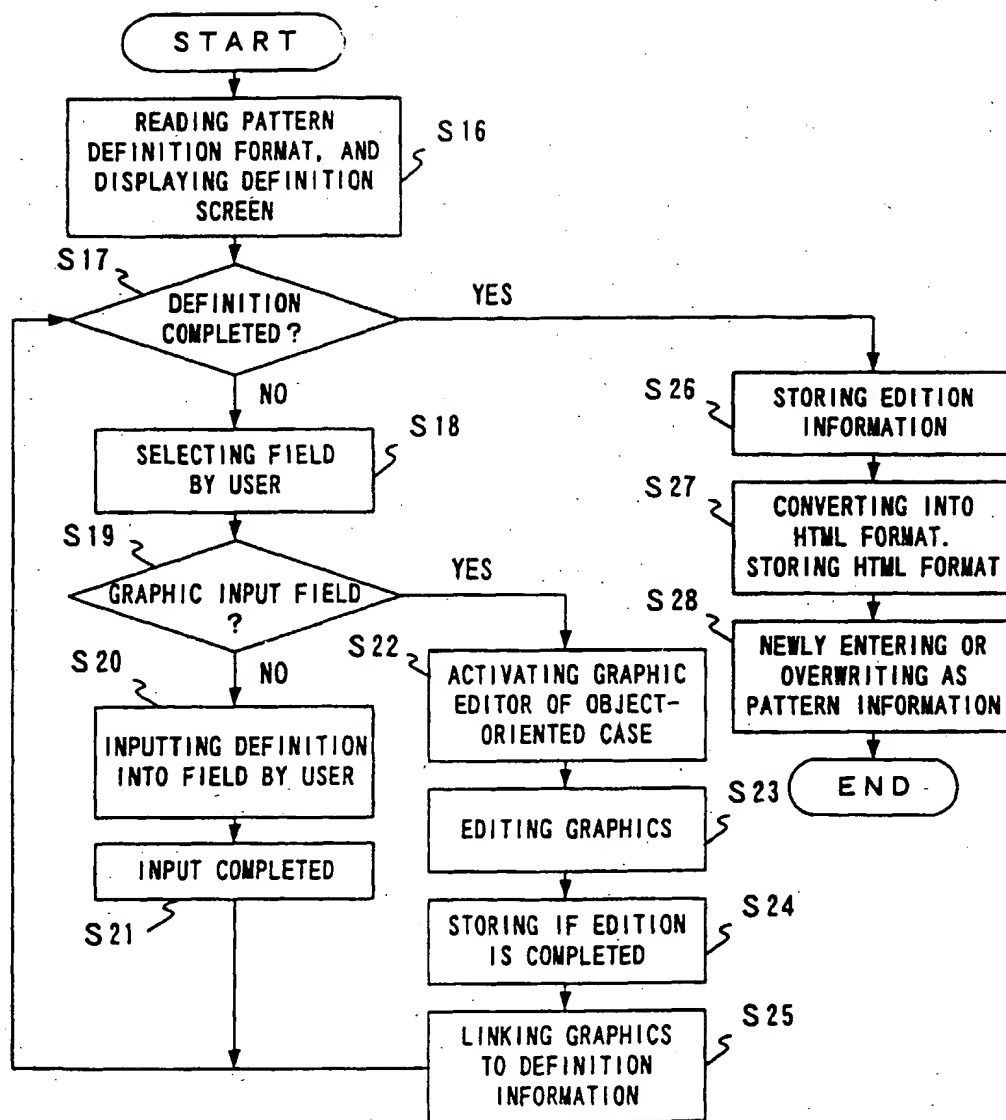 START
READING PATTERN
DEFINITION FORMAT, AND
DISPLAYING DEFINITION
SCREEN
S16
S17
DEFINITION
COMPLETED?
YES
NO
S18
SELECTING FIELD
BY USER
S19
GRAPHIC INPUT FIELD
?
YES
NO
S20
INPUTTING DEFINITION
INTO FIELD BY USER
INPUT COMPLETED
S21
S22
ACTIVATING GRAPHIC
EDITOR OF OBJECT-
ORIENTED CASE
S23
EDITING GRAPHICS
S24
STORING IF EDITION
IS COMPLETED
S25
LINKING GRAPHICS
TO DEFINITION
INFORMATION
S26
STORING EDITION
INFORMATION
S27
CONVERTING INTO
HTML FORMAT.
STORING HTML FORMAT
S28
NEWLY ENTERING OR
OVERWRITING AS
PATTERN INFORMATION
END